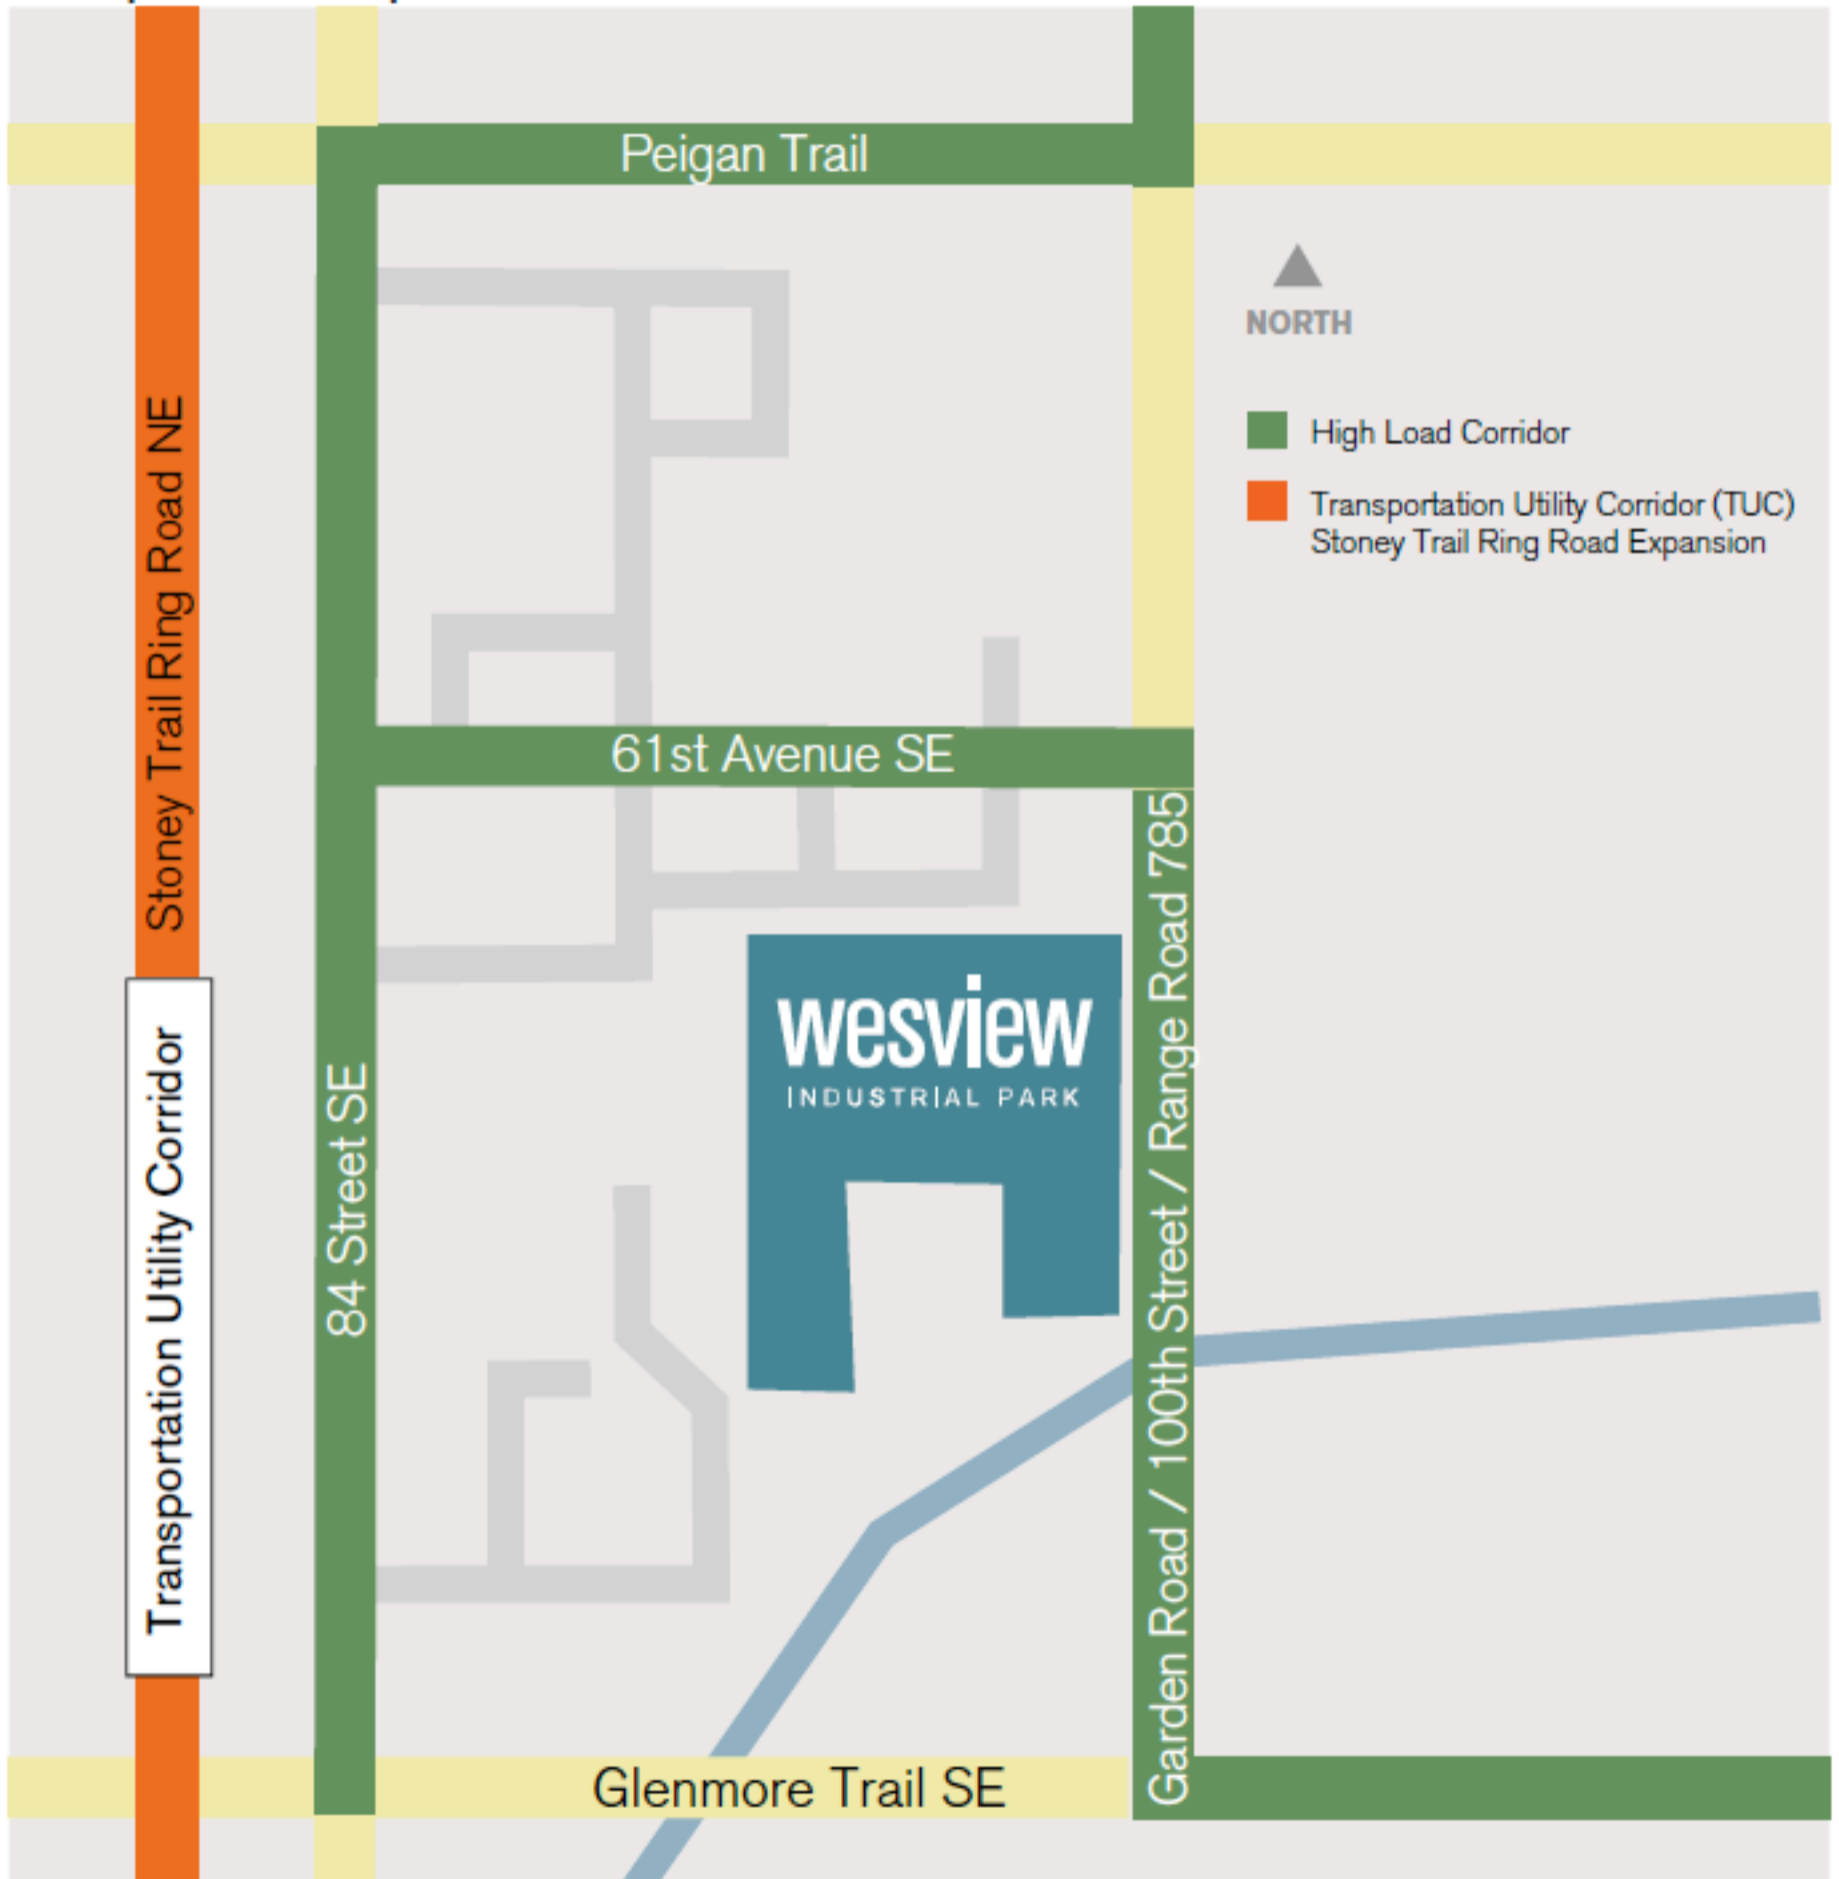 Peigan Trail
NORTH
High Load Corridor
Transportation Utility Corridor (TUC)
Stoney Trail Ring Road Expansion
Stoney Trail Ring Road NE
61st Avenue SE
Garden Road / 100th Street / Range Road 785
wesview
INDUSTRIAL PARK
Transportation Utility Corridor
84 Street SE
Glenmore Trail SE